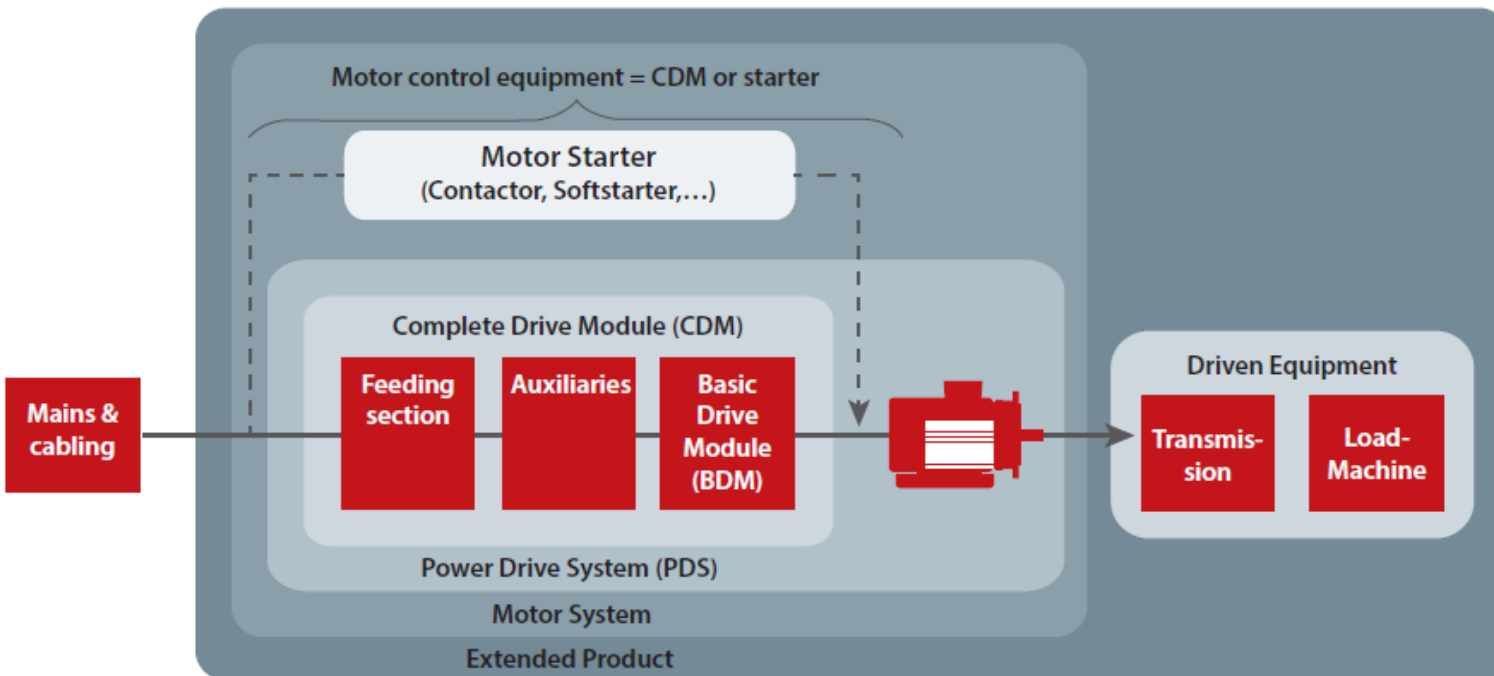 Motor control equipment = CDM or starter
Motor Starter
(Contactor, Softstarter,…)
Complete Drive Module (CDM)
Mains &
cabling
Feeding
section
Auxiliaries
Basic
Drive
Module
(BDM)
Driven Equipment
Transmis-
sion
Load-
Machine
Power Drive System (PDS)
Motor System
Extended Product